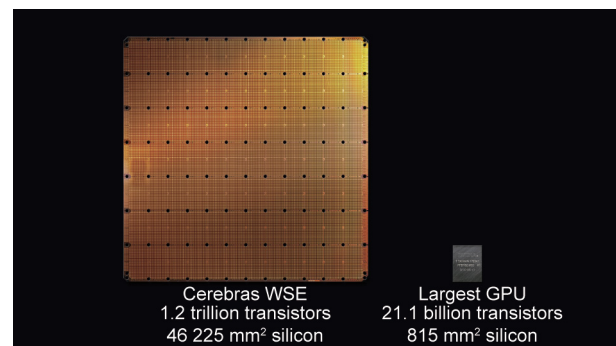 Cerebras WSE
1.2 trillion transistors
46 225 mm² silicon
Largest GPU
21.1 billion transistors
815 mm² silicon